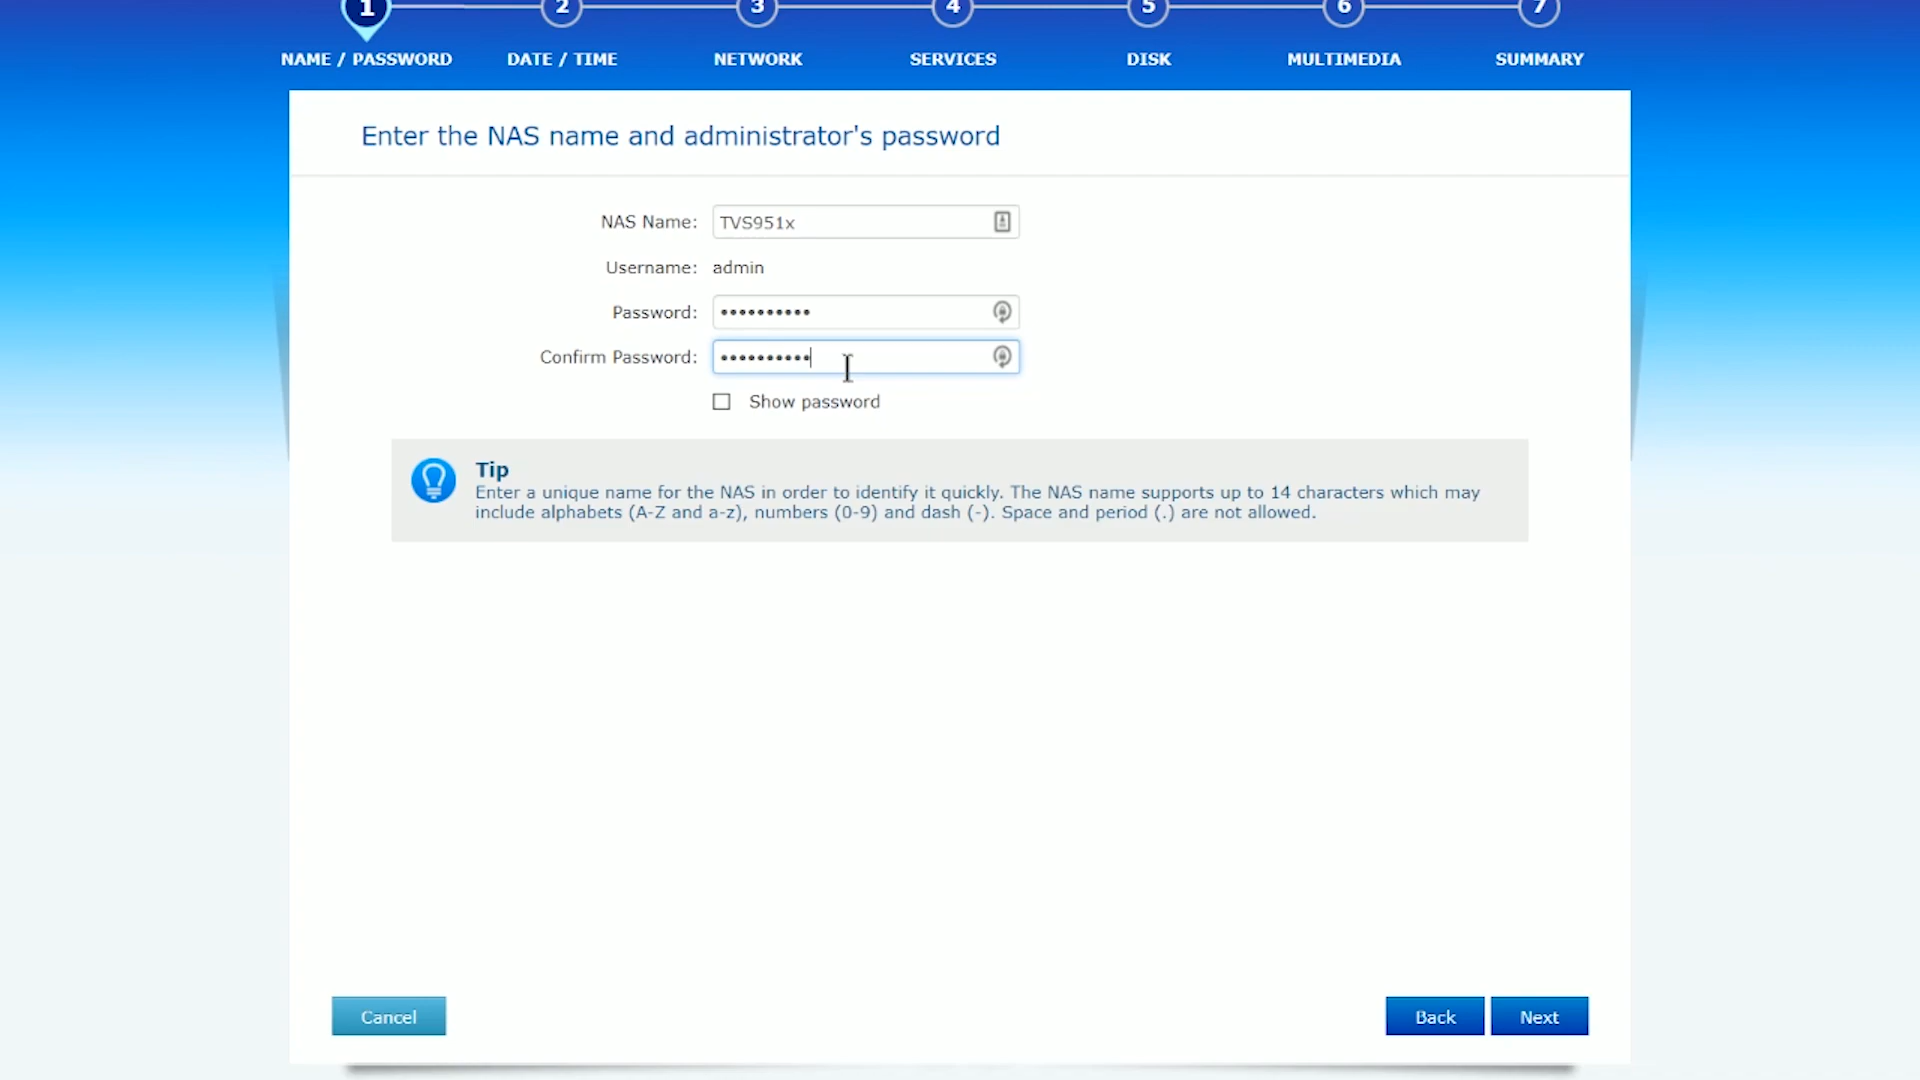 1 2 3 4 5 6 7
NAME / PASSWORD DATE / TIME NETWORK SERVICES DISK MULTIMEDIA SUMMARY
Enter the NAS name and administrator's password
NAS Name: TVS951x
Username: admin
Password: ••••••••••
Confirm Password: ••••••••••
Show password
Tip
Enter a unique name for the NAS in order to identify it quickly. The NAS name supports up to 14 characters which may
include alphabets (A-Z and a-z), numbers (0-9) and dash (-). Space and period (.) are not allowed.
Cancel Back Next